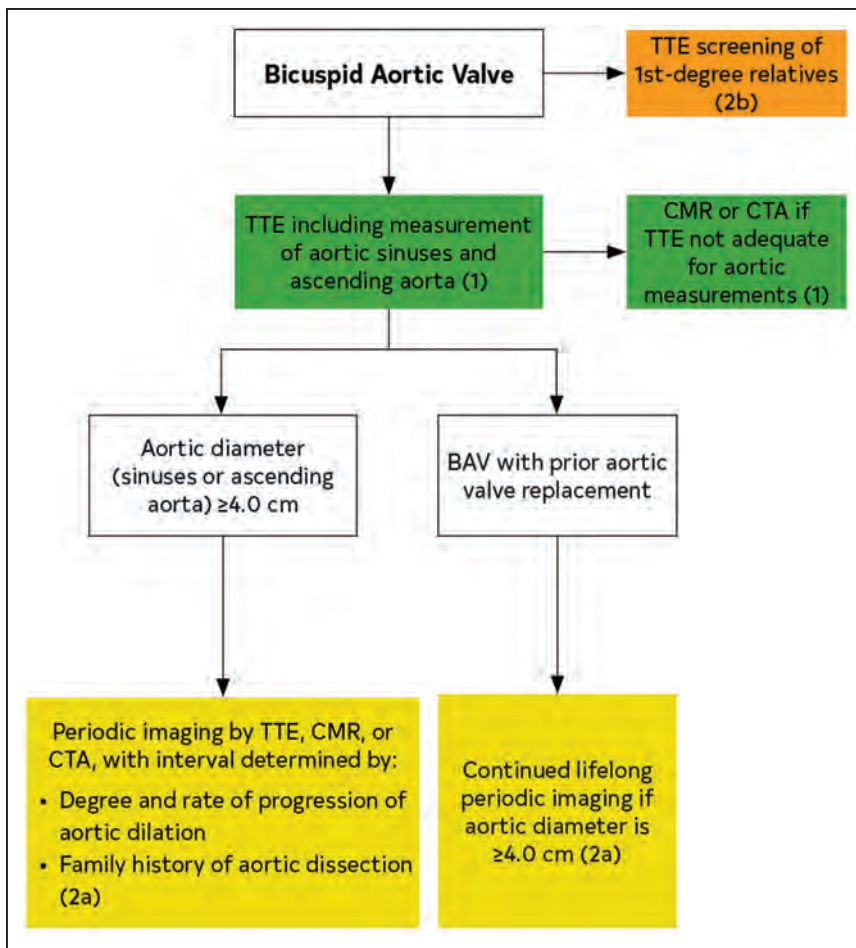 Bicuspid Aortic Valve
TTE screening of
1st-degree relatives
(2b)
TTE including measurement
of aortic sinuses and
ascending aorta (1)
CMR or CTA if
TTE not adequate
for aortic
measurements (1)
Aortic diameter
(sinuses or ascending
aorta) ≥4.0 cm
BAV with prior aortic
valve replacement
Periodic imaging by TTE, CMR, or
CTA, with interval determined by:
• Degree and rate of progression of
aortic dilation
• Family history of aortic dissection
(2a)
Continued lifelong
periodic imaging if
aortic diameter is
≥4.0 cm (2a)